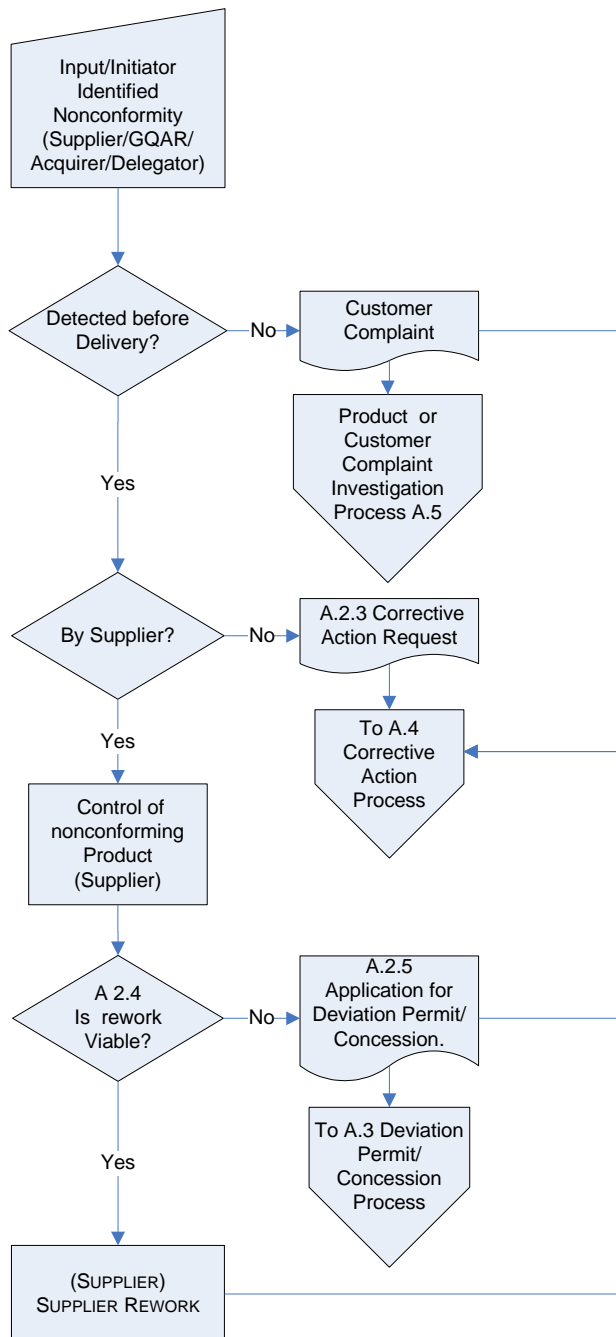 Input/Initiator
Identified
Nonconformity
(Supplier/GQAR/
Acquirer/Delegator)
Detected before
Delivery?
No
Customer
Complaint
Product or
Customer
Complaint
Investigation
Process A.5
Yes
By Supplier?
No
A.2.3 Corrective
Action Request
To A.4
Corrective
Action
Process
Yes
Control of
nonconforming
Product
(Supplier)
A 2.4
Is rework
Viable?
No
A.2.5
Application for
Deviation Permit/
Concession.
To A.3 Deviation
Permit/
Concession
Process
Yes
(SUPPLIER)
SUPPLIER REWORK